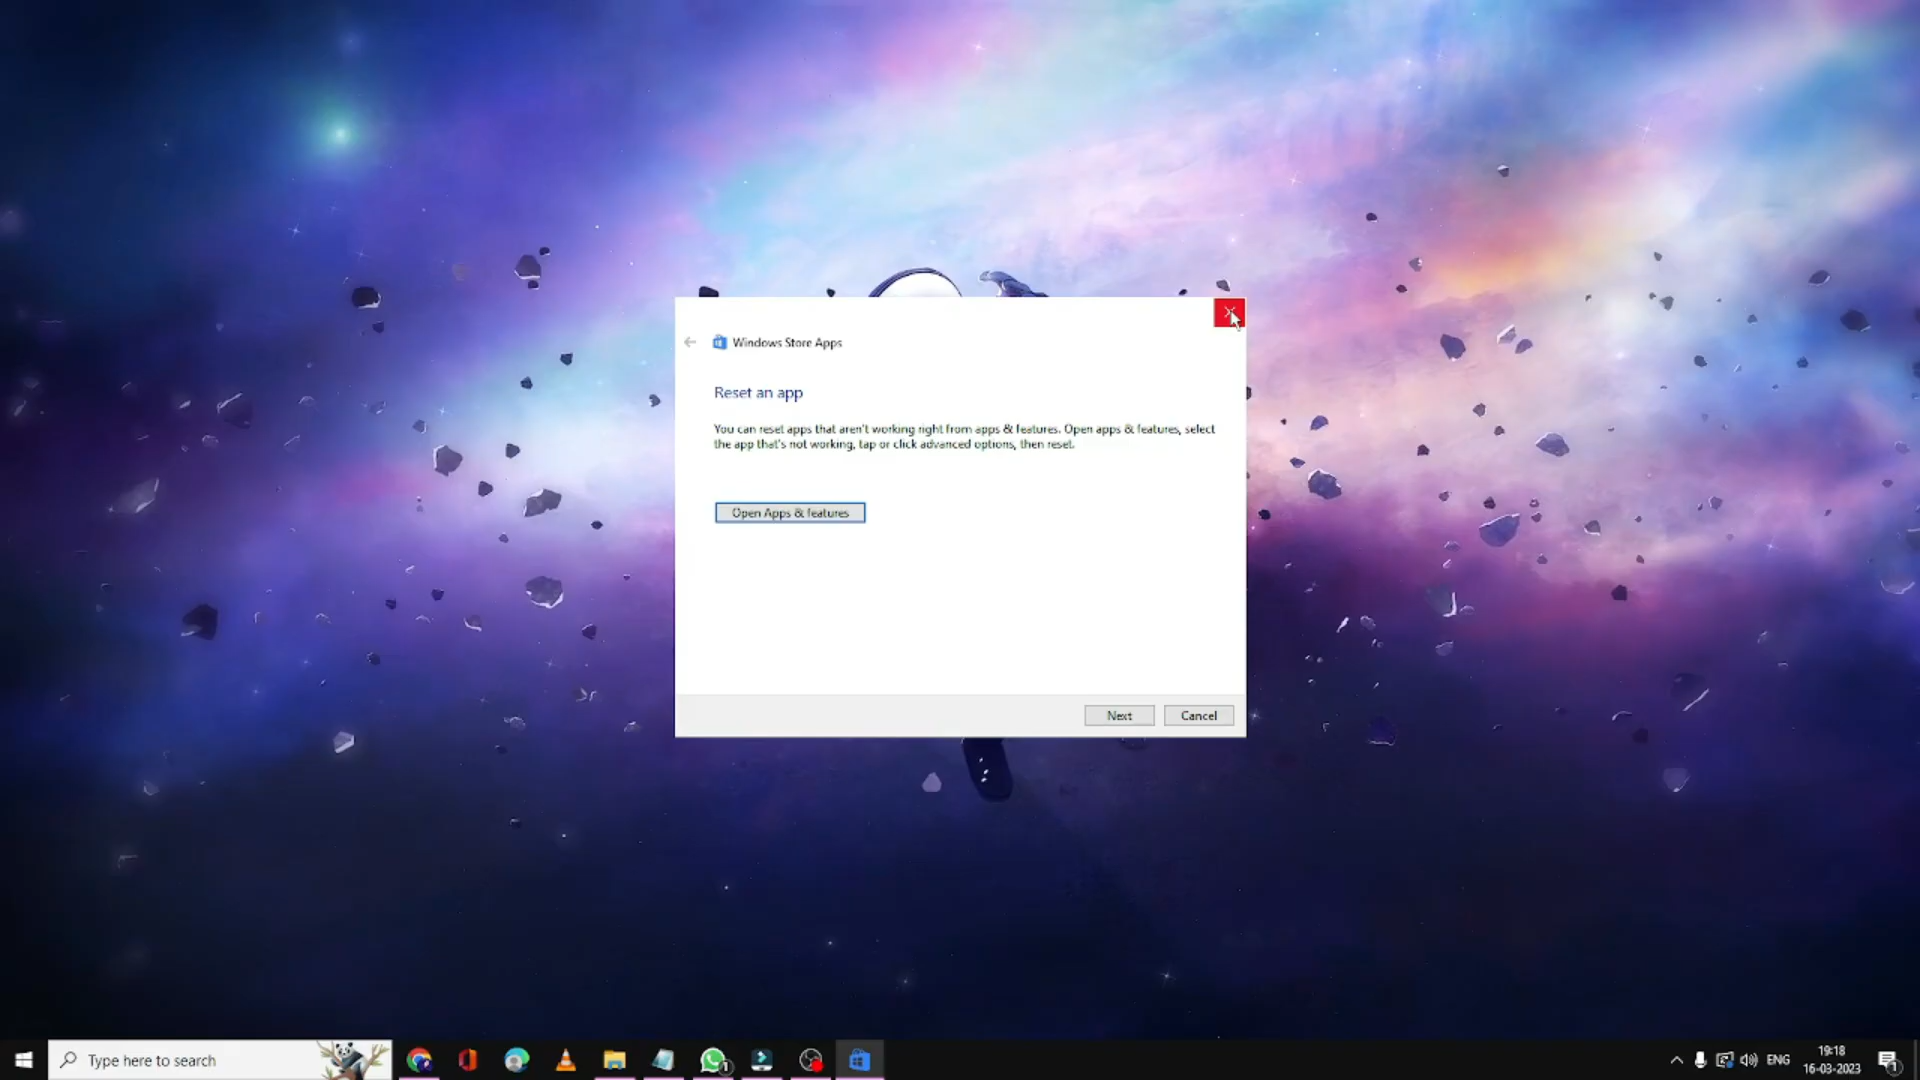 Windows Store Apps
Reset an app
You can reset apps that aren't working right from apps & features. Open apps & features, select
the app that's not working, tap or click advanced options, then reset.
Open Apps & features
Next
Cancel
Type here to search
1
ENG
19:18
16-03-2023
1